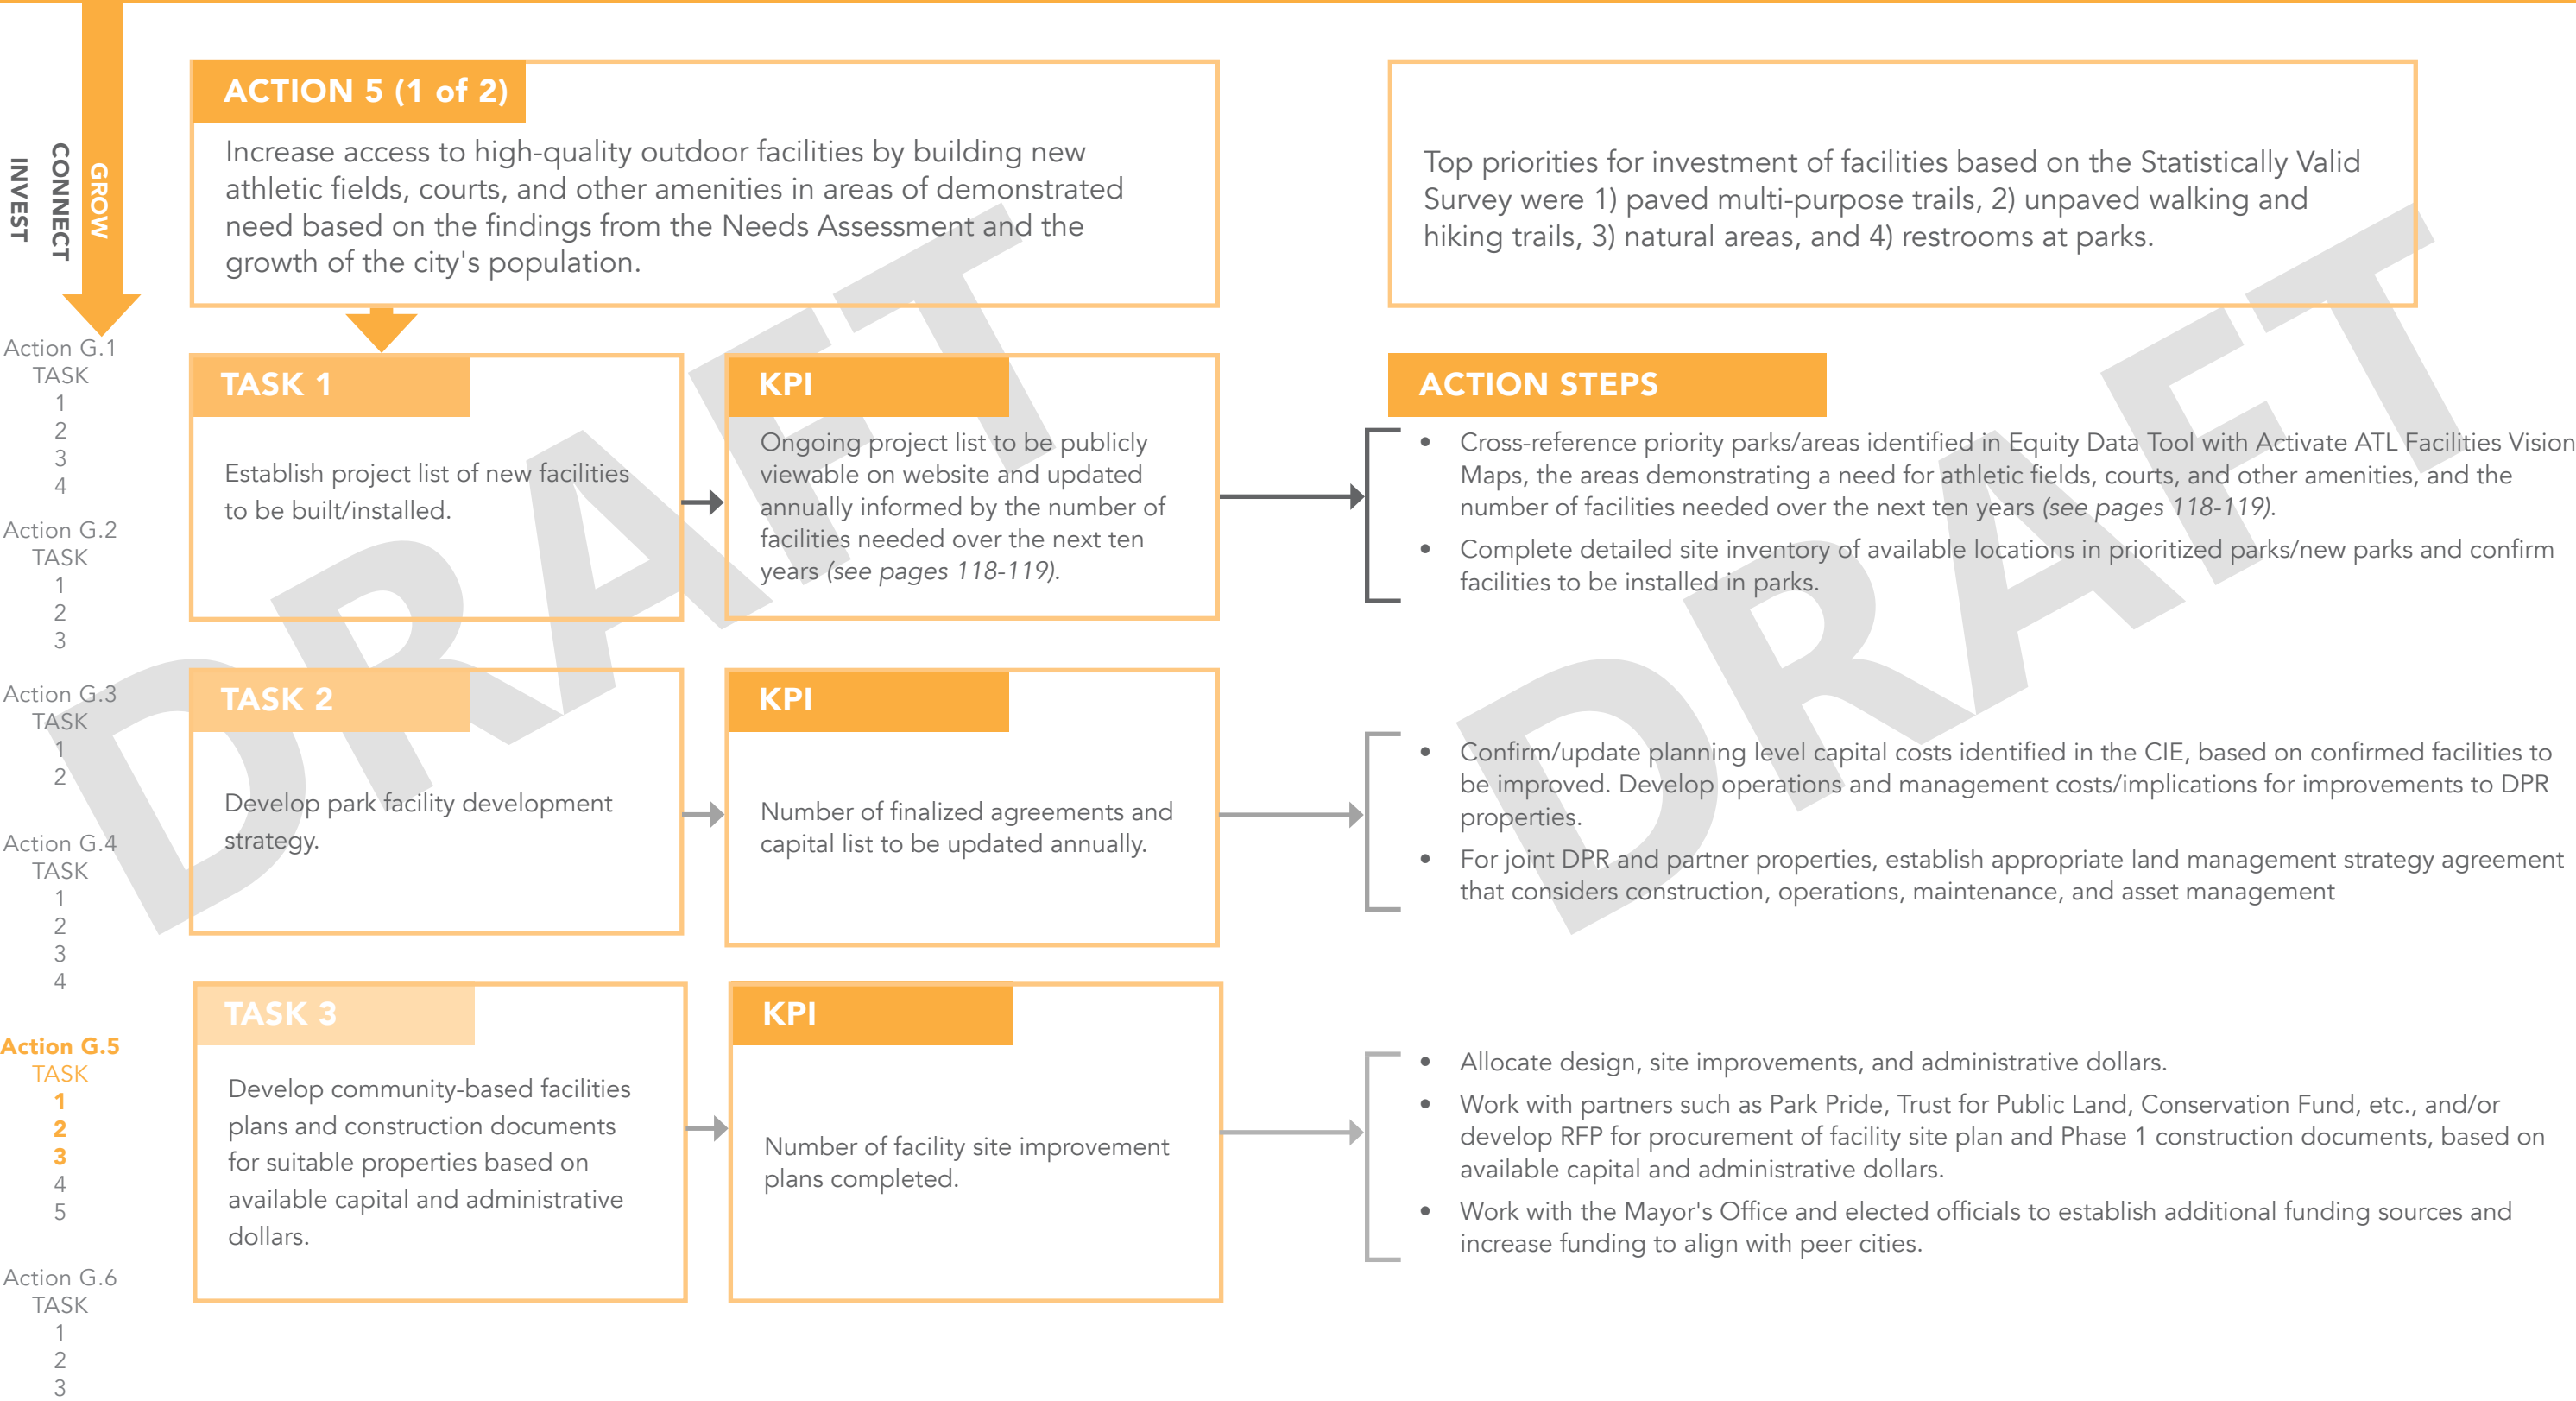 INVEST
CONNECT
GROW
Action G.1
TASK
1
2
3
4
Action G.2
TASK
1
2
3
Action G.3
TASK
1
2
Action G.4
TASK
1
2
3
4
Action G.5
TASK
1
2
3
4
5
Action G.6
TASK
1
2
3
ACTION 5 (1 of 2)
Increase access to high-quality outdoor facilities by building new
athletic fields, courts, and other amenities in areas of demonstrated
need based on the findings from the Needs Assessment and the
growth of the city's population.
Top priorities for investment of facilities based on the Statistically Valid
Survey were 1) paved multi-purpose trails, 2) unpaved walking and
hiking trails, 3) natural areas, and 4) restrooms at parks.
TASK 1
Establish project list of new facilities
to be built/installed.
KPI
Ongoing project list to be publicly
viewable on website and updated
annually informed by the number of
facilities needed over the next ten
years (see pages 118-119).
ACTION STEPS
• Cross-reference priority parks/areas identified in Equity Data Tool with Activate ATL Facilities Vision
Maps, the areas demonstrating a need for athletic fields, courts, and other amenities, and the
number of facilities needed over the next ten years (see pages 118-119).
• Complete detailed site inventory of available locations in prioritized parks/new parks and confirm
facilities to be installed in parks.
TASK 2
Develop park facility development
strategy.
KPI
Number of finalized agreements and
capital list to be updated annually.
• Confirm/update planning level capital costs identified in the CIE, based on confirmed facilities to
be improved. Develop operations and management costs/implications for improvements to DPR
properties.
• For joint DPR and partner properties, establish appropriate land management strategy agreement
that considers construction, operations, maintenance, and asset management
TASK 3
Develop community-based facilities
plans and construction documents
for suitable properties based on
available capital and administrative
dollars.
KPI
Number of facility site improvement
plans completed.
• Allocate design, site improvements, and administrative dollars.
• Work with partners such as Park Pride, Trust for Public Land, Conservation Fund, etc., and/or
develop RFP for procurement of facility site plan and Phase 1 construction documents, based on
available capital and administrative dollars.
• Work with the Mayor's Office and elected officials to establish additional funding sources and
increase funding to align with peer cities.
DRAFT
DRAFT